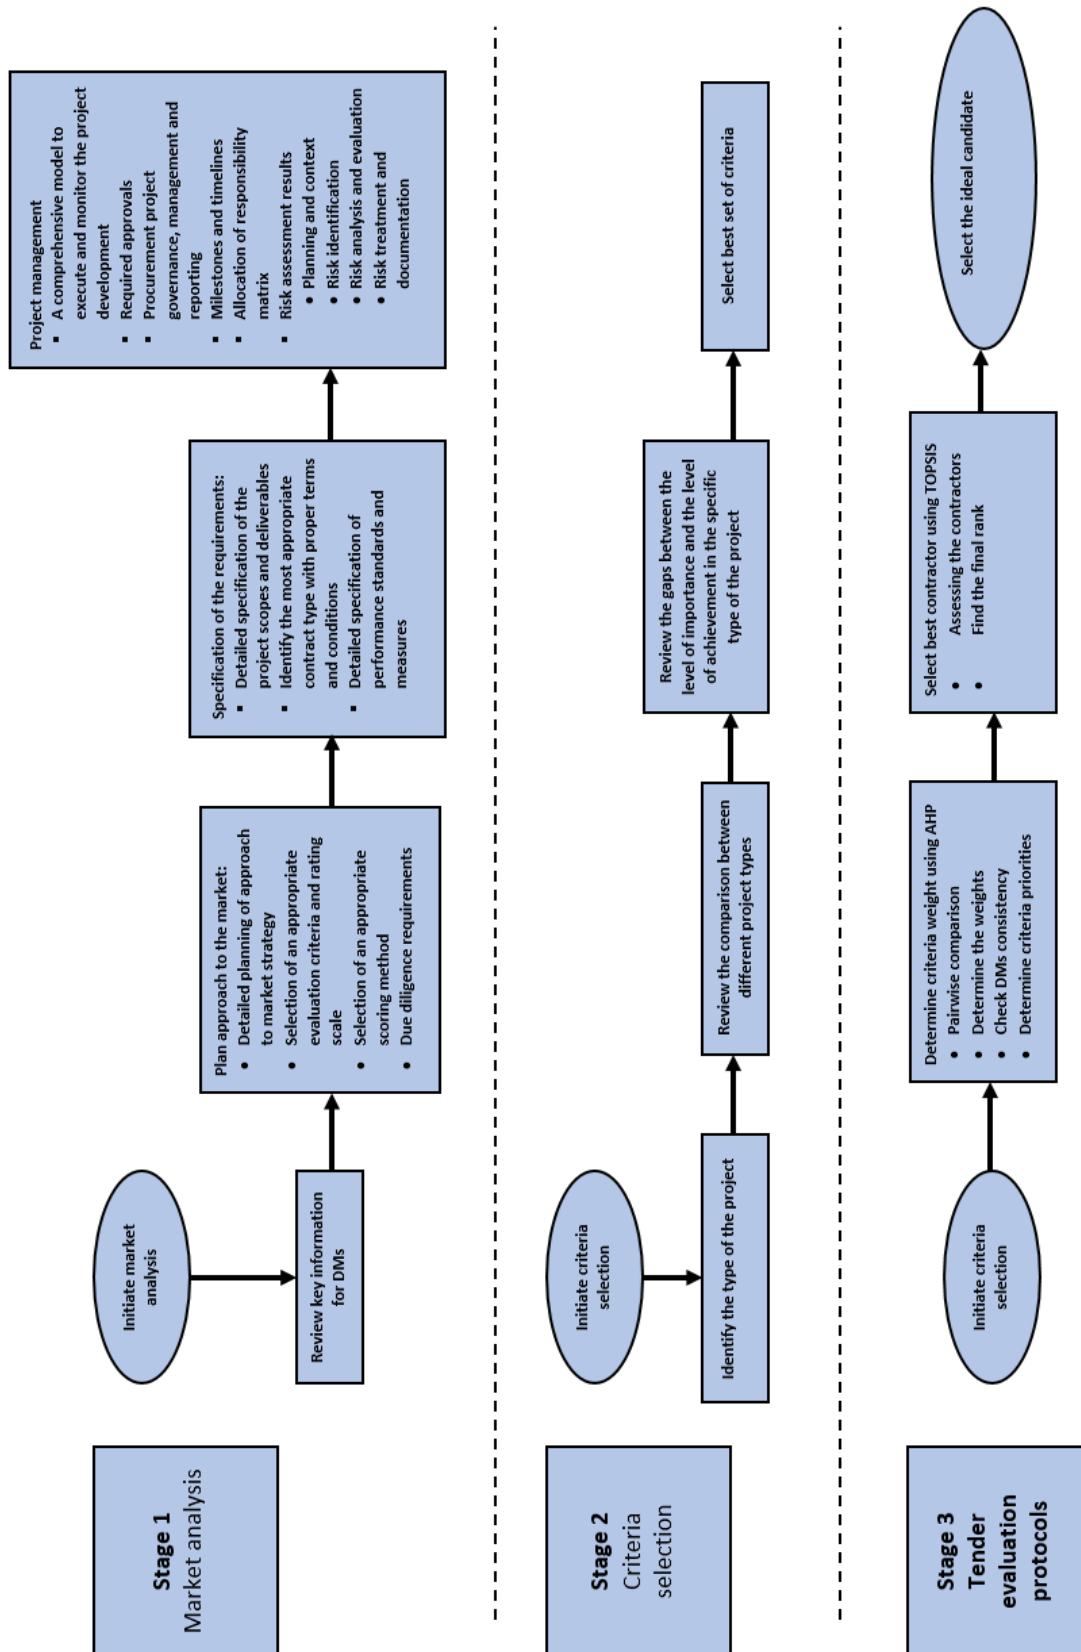 Stage 1
Market analysis
Initiate market
analysis
Review key information
for DMs
Plan approach to the market:
• Detailed planning of approach
to market strategy
• Selection of an appropriate
evaluation criteria and rating
scale
• Selection of an appropriate
scoring method
• Due diligence requirements
Specification of the requirements:
▪ Detailed specification of the
project scopes and deliverables
▪ Identify the most appropriate
contract type with proper terms
and conditions
▪ Detailed specification of
performance standards and
measures
Project management
▪ A comprehensive model to
execute and monitor the project
development
▪ Required approvals
▪ Procurement project
governance, management and
reporting
▪ Milestones and timelines
▪ Allocation of responsibility
matrix
▪ Risk assessment results
• Planning and context
• Risk identification
• Risk analysis and evaluation
• Risk treatment and
documentation
Stage 2
Criteria
selection
Initiate criteria
selection
Identify the type of the project
Review the comparison between
different project types
Review the gaps between the
level of importance and the level
of achievement in the specific
type of the project
Select best set of criteria
Stage 3
Tender
evaluation
protocols
Initiate criteria
selection
Determine criteria weight using AHP
• Pairwise comparison
• Determine the weights
• Check DMs consistency
• Determine criteria priorities
Select best contractor using TOPSIS
• Assessing the contractors
• Find the final rank
Select the ideal candidate